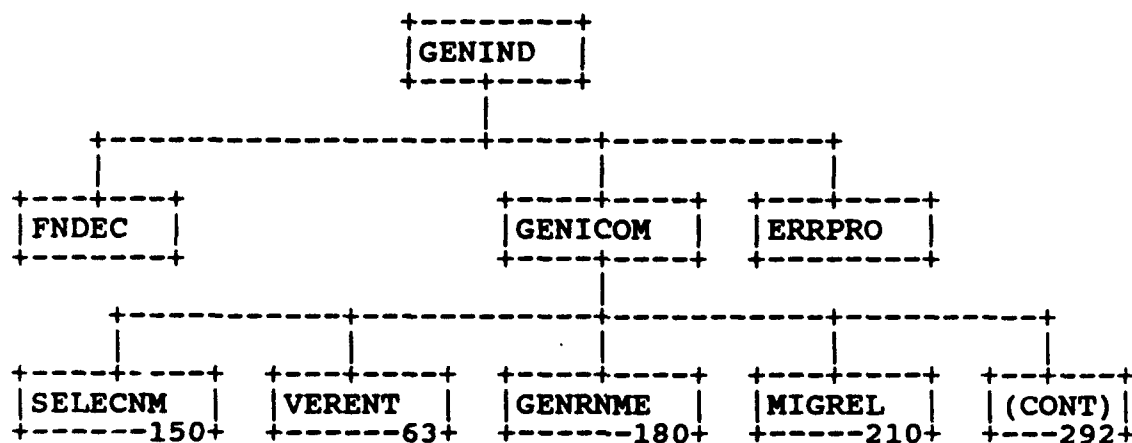 GENIND
FNDEC GENICOM ERRPRO
SELECNM VERENT GENRNME MIGREL (CONT)
150 63 180 210 292